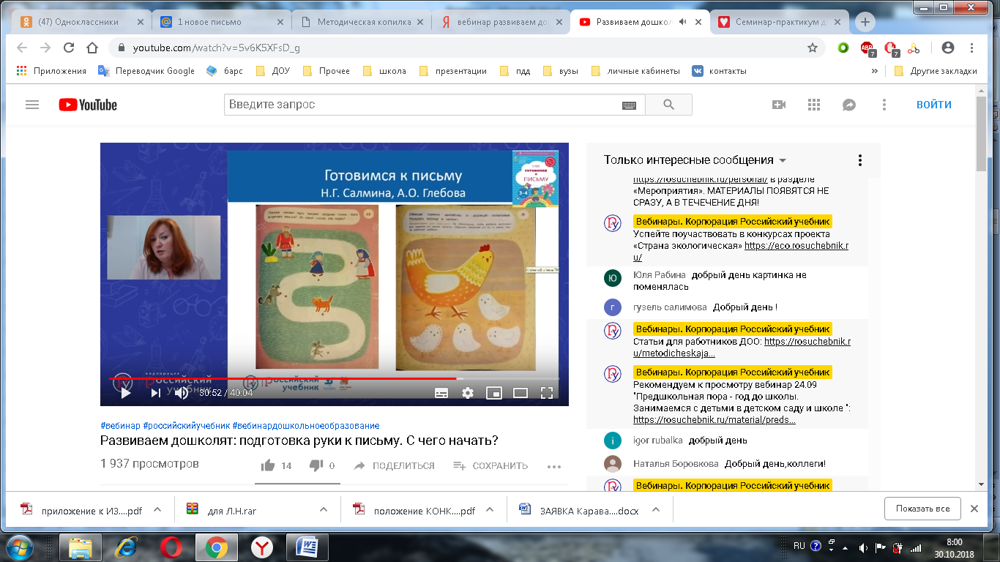 (47) Одноклассники
1 новое письмо
Методическая копилка
вебинар развиваем до
Развиваем дошкол
Семинар-практикум д
youtube.com/watch?v=5v6K5XFsD_g
ABP
7
7
Приложения
Переводчик Google
барс
ДОУ
Прочее
школа
презентации
пдд
вузы
личные кабинеты
контакты
»
Другие закладки
YouTube
Введите запрос
ВОЙТИ
Готовимся к письму
Н.Г. Салмина, А.О. Глебова
ГОТОВИМСЯ
К
ПИСЬМУ
3-4
корпорация
российский
учебник
Российский
учебник
30:52 / 40:04
#вебинар #российскийучебник #вебинардошкольноеобразование
Развиваем дошколят: подготовка руки к письму. С чего начать?
1 937 просмотров
14
0
ПОДЕЛИТЬСЯ
СОХРАНИТЬ
Только интересные сообщения
https://rosuchebnik.ru/personal/ в разделе
«Мероприятия». МАТЕРИАЛЫ ПОЯВЯТСЯ НЕ
СРАЗУ, А В ТЕЧЕЧЕНИЕ ДНЯ!
Вебинары. Корпорация Российский учебник
Успейте поучаствовать в конкурсах проекта
«Страна экологическая» https://eco.rosuchebnik.r
u/
Ю
Юля Рабина добрый день картинка не
поменялась
г
гузель салимова Добрый день !
Вебинары. Корпорация Российский учебник
Статьи для работников ДОО: https://rosuchebnik.r
u/metodicheskaja...
Вебинары. Корпорация Российский учебник
Рекомендуем к просмотру вебинар 24.09
"Предшкольная пора - год до школы.
Занимаемся с детьми в детском саду и школе ":
https://rosuchebnik.ru/material/preds...
i
igor rubalka добрый день
Наталья Боровкова Добрый день,коллеги!
Вебинары. Корпорация Российский учебник
приложение к ИЗ....pdf
для Л.Н.rar
положение КОНК....pdf
ЗАЯВКА Карава....docx
Показать все
RU
8:00
30.10.2018